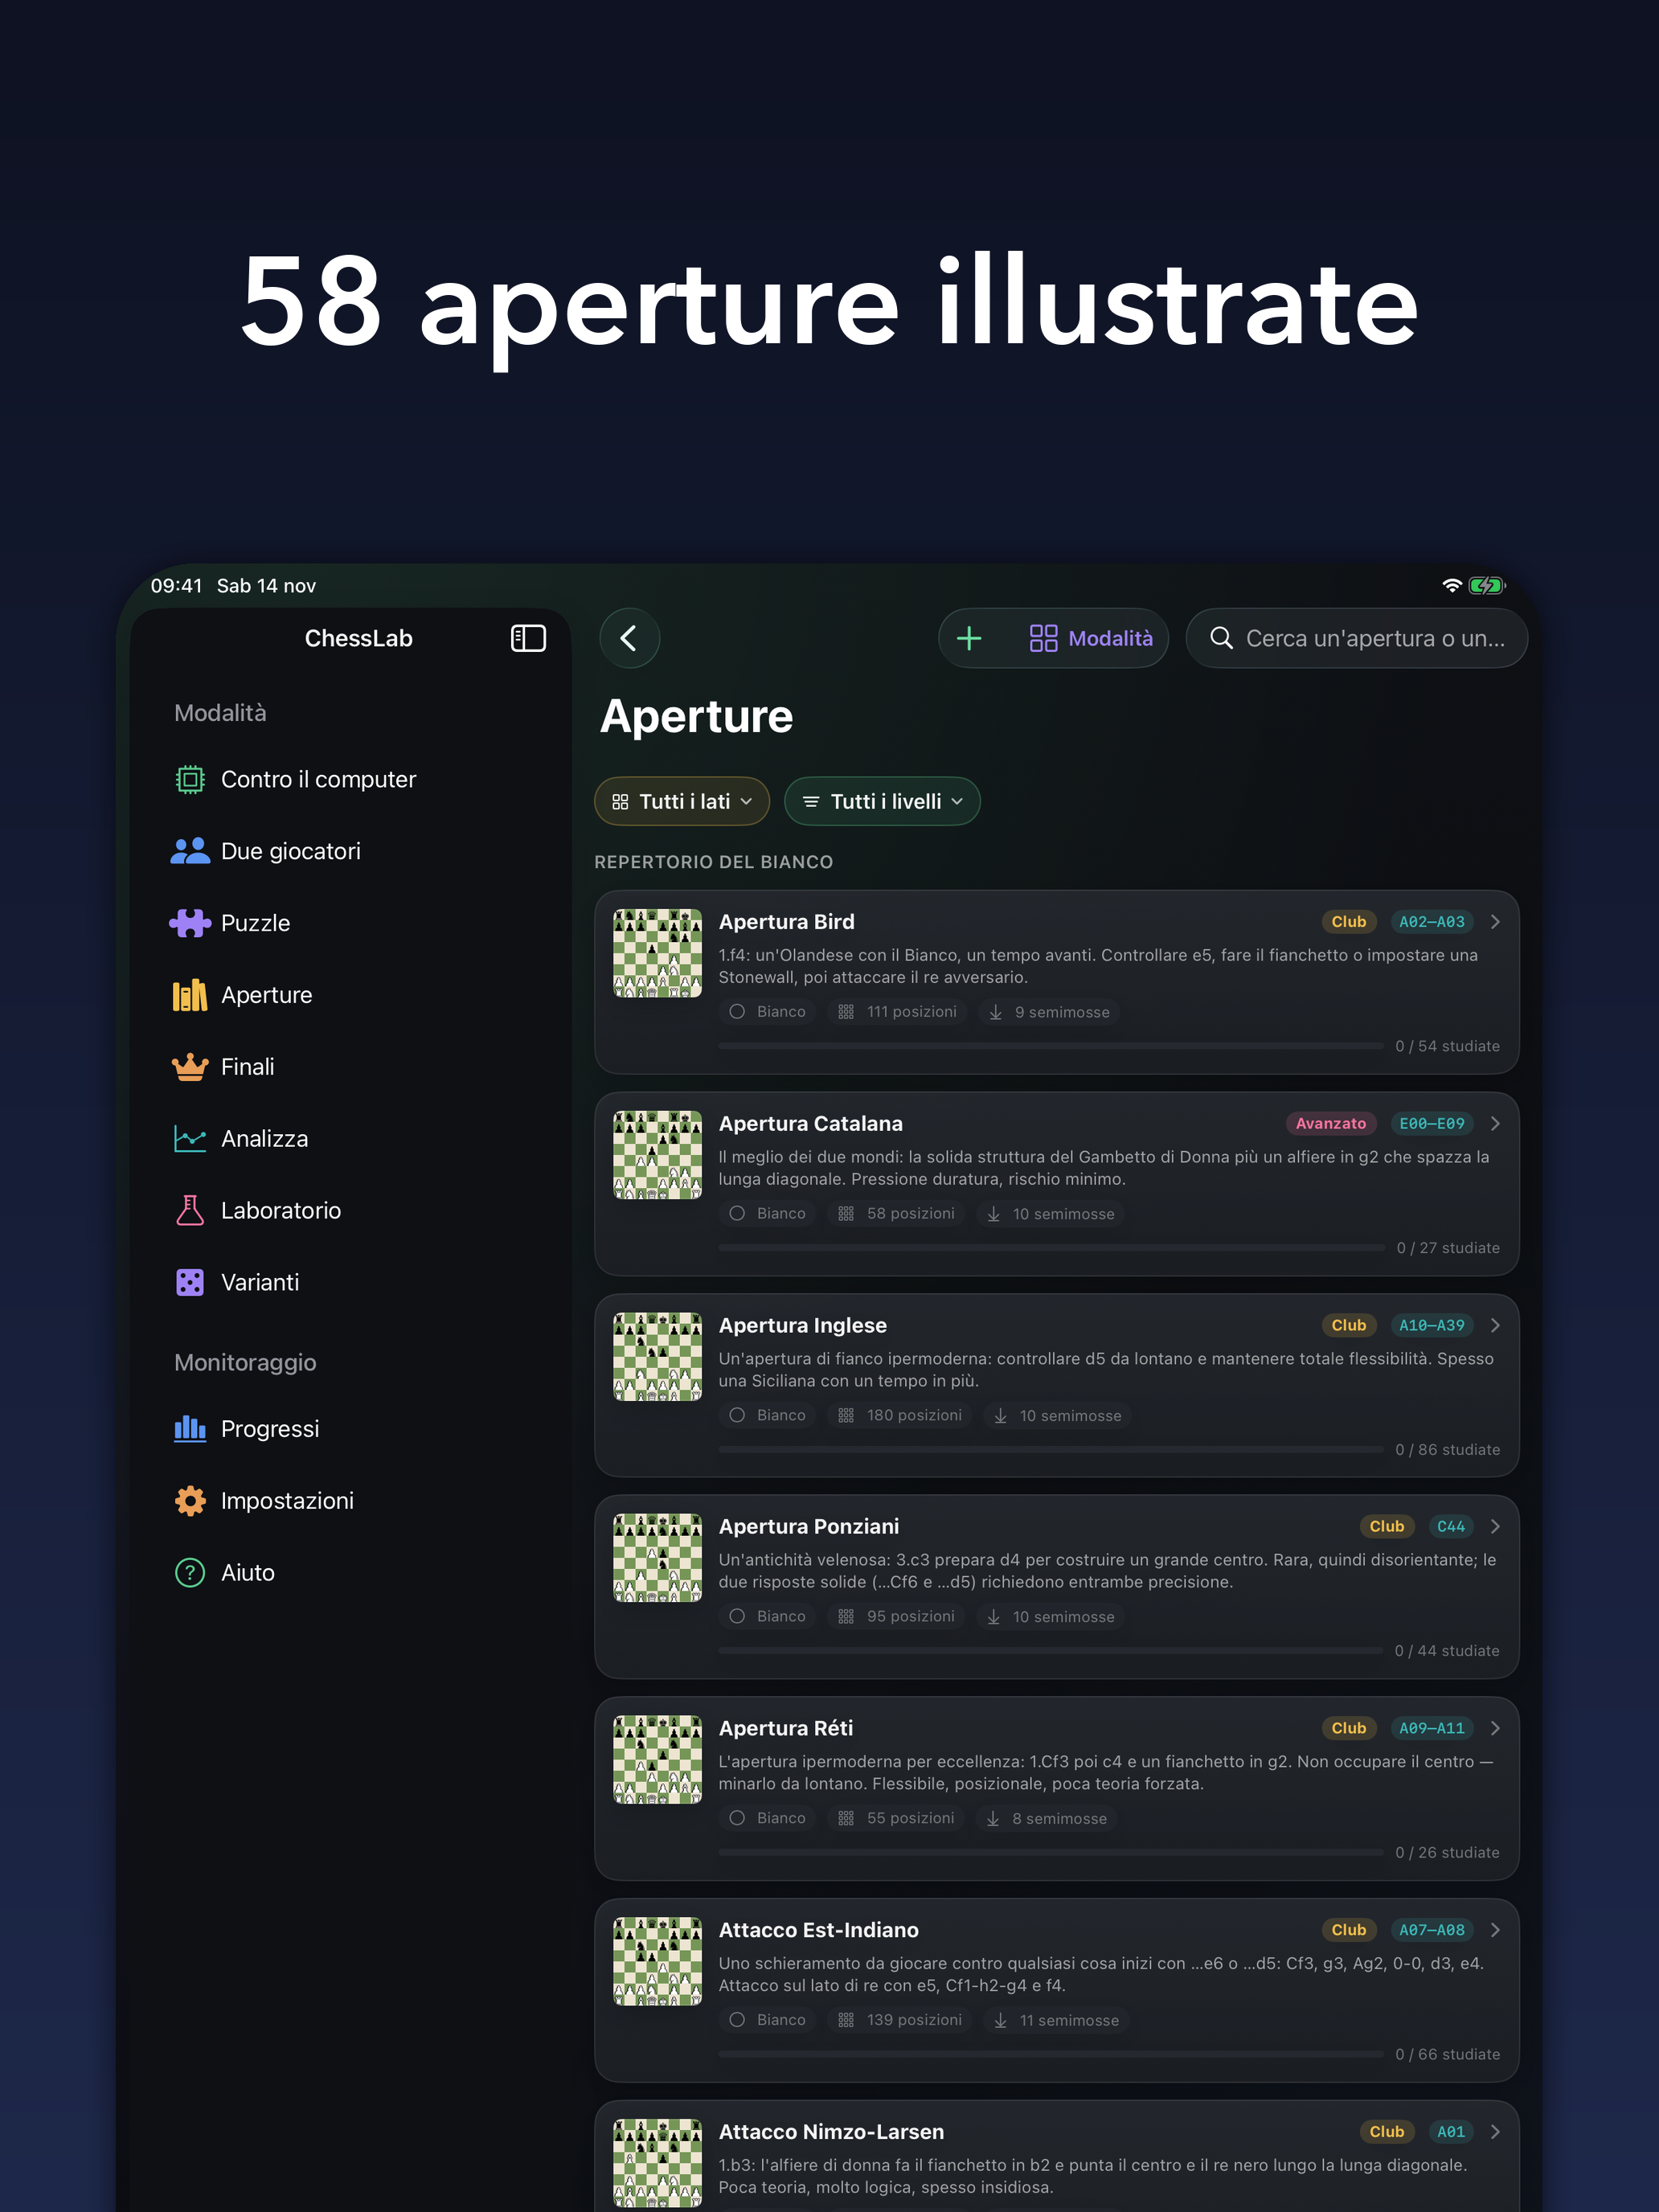 58 aperture illustrate
09:41 Sab 14 nov
ChessLab
Modalità
Contro il computer
Due giocatori
Puzzle
Aperture
Finali
Analizza
Laboratorio
Varianti
Monitoraggio
Progressi
Impostazioni
Aiuto
Modalità
Cerca un'apertura o un...
Aperture
Tutti i lati
Tutti i livelli
REPERTORIO DEL BIANCO
Apertura Bird Club A02–A03
1.f4: un'Olandese con il Bianco, un tempo avanti. Controllare e5, fare il fianchetto o impostare una
Stonewall, poi attaccare il re avversario.
Bianco 111 posizioni 9 semimosse
0 / 54 studiate
Apertura Catalana Avanzato E00–E09
Il meglio dei due mondi: la solida struttura del Gambetto di Donna più un alfiere in g2 che spazza la
lunga diagonale. Pressione duratura, rischio minimo.
Bianco 58 posizioni 10 semimosse
0 / 27 studiate
Apertura Inglese Club A10–A39
Un'apertura di fianco ipermoderna: controllare d5 da lontano e mantenere totale flessibilità. Spesso
una Siciliana con un tempo in più.
Bianco 180 posizioni 10 semimosse
0 / 86 studiate
Apertura Ponziani Club C44
Un'antichità velenosa: 3.c3 prepara d4 per costruire un grande centro. Rara, quindi disorientante; le
due risposte solide (...Cf6 e ...d5) richiedono entrambe precisione.
Bianco 95 posizioni 10 semimosse
0 / 44 studiate
Apertura Réti Club A09–A11
L'apertura ipermoderna per eccellenza: 1.Cf3 poi c4 e un fianchetto in g2. Non occupare il centro —
minarlo da lontano. Flessibile, posizionale, poca teoria forzata.
Bianco 55 posizioni 8 semimosse
0 / 26 studiate
Attacco Est-Indiano Club A07–A08
Uno schieramento da giocare contro qualsiasi cosa inizi con ...e6 o ...d5: Cf3, g3, Ag2, 0-0, d3, e4.
Attacco sul lato di re con e5, Cf1-h2-g4 e f4.
Bianco 139 posizioni 11 semimosse
0 / 66 studiate
Attacco Nimzo-Larsen Club A01
1.b3: l'alfiere di donna fa il fianchetto in b2 e punta il centro e il re nero lungo la lunga diagonale.
Poca teoria, molto logica, spesso insidiosa.